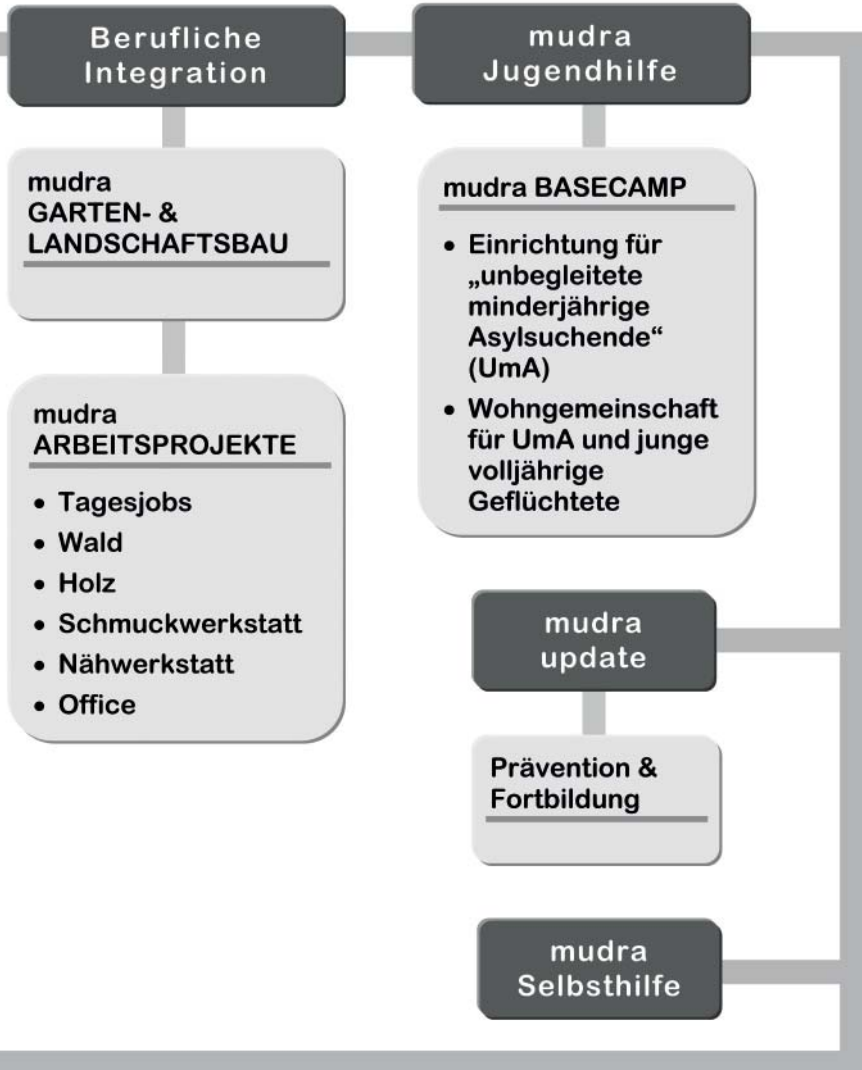 Berufliche
Integration
mudra
GARTEN- &
LANDSCHAFTSBAU
mudra
ARBEITSPROJEKTE
• Tagesjobs
• Wald
• Holz
• Schmuckwerkstatt
• Nähwerkstatt
• Office
mudra
Jugendhilfe
mudra BASECAMP
• Einrichtung für
„unbegleitete
minderjährige
Asylsuchende“
(UmA)
• Wohngemeinschaft
für UmA und junge
volljährige
Geflüchtete
mudra
update
Prävention &
Fortbildung
mudra
Selbsthilfe